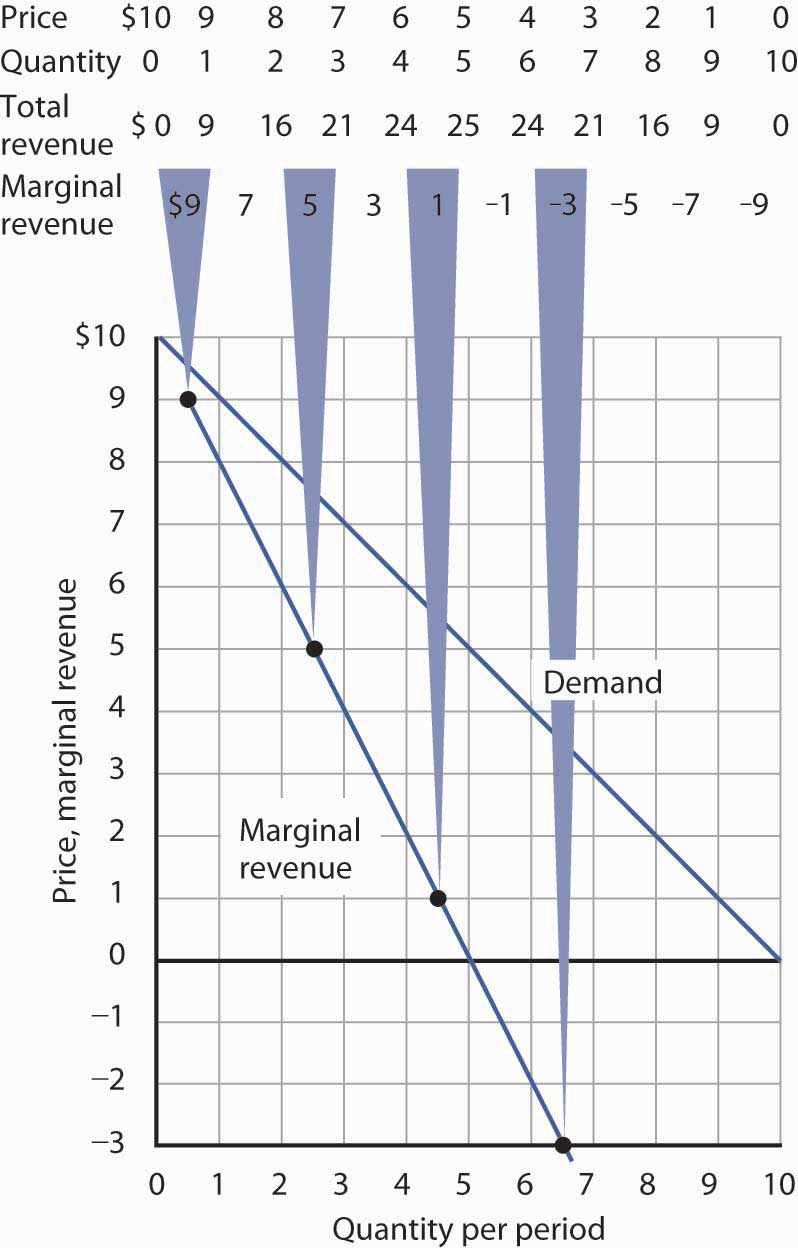 Price $10 9 8 7 6 5 4 3 2 1 0
Quantity 0 1 2 3 4 5 6 7 8 9 10
Total
revenue $ 0 9 16 21 24 25 24 21 16 9 0
Marginal
revenue $9 7 5 3 1 –1 –3 –5 –7 –9
$10
9
8
7
6
5
4
3
2
1
0
–1
–2
–3
Price, marginal revenue
Demand
Marginal
revenue
0 1 2 3 4 5 6 7 8 9 10
Quantity per period